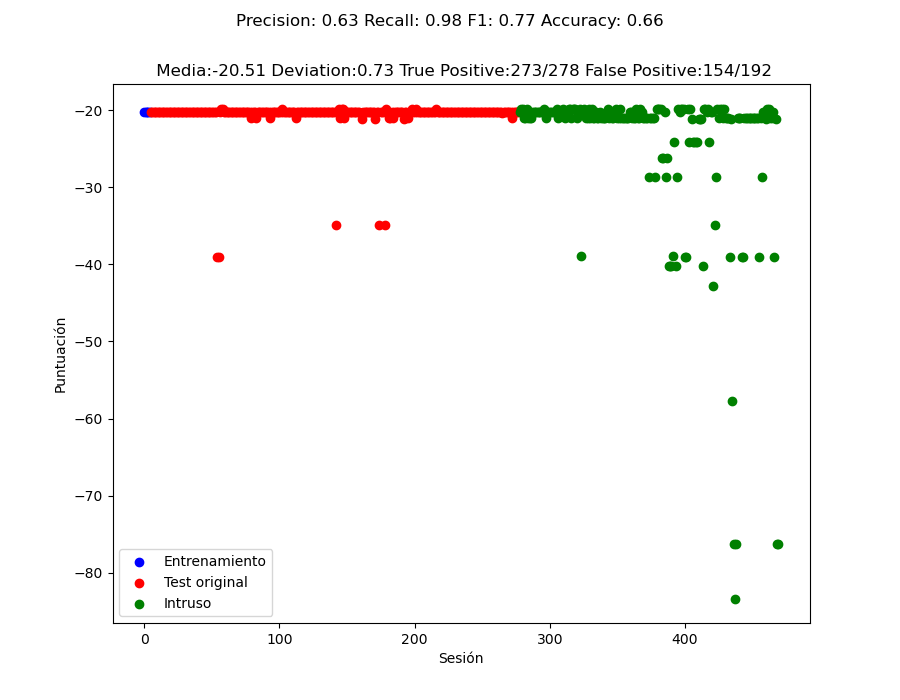 Precision: 0.63 Recall: 0.98 F1: 0.77 Accuracy: 0.66
Media:-20.51 Deviation:0.73 True Positive:273/278 False Positive:154/192
Puntuación
−20
−30
−40
−50
−60
−70
−80
Entrenamiento
Test original
Intruso
0 100 200 300 400
Sesión